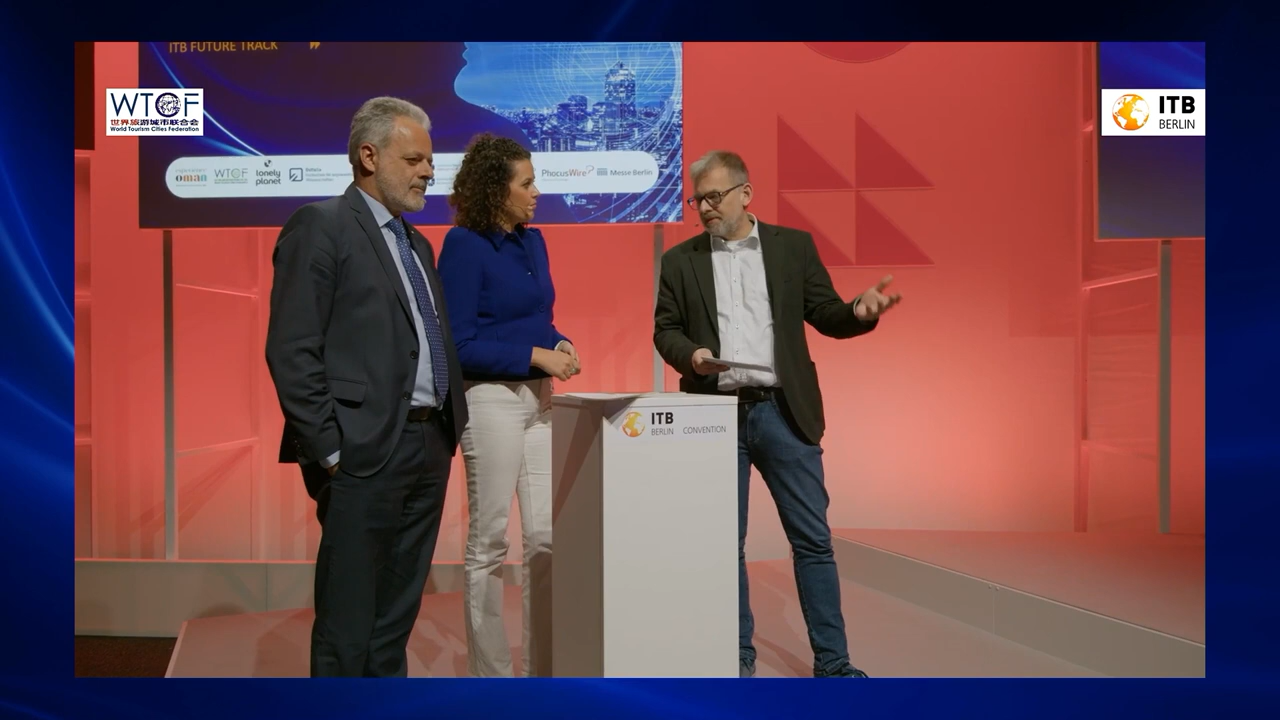 ITB FUTURE TRACK
WTCF
世界旅游城市联合会
World Tourism Cities Federation
ITB
BERLIN
OMAN
WTCF
lonely
planet
PhocusWire
Messe Berlin
ITB
BERLIN CONVENTION